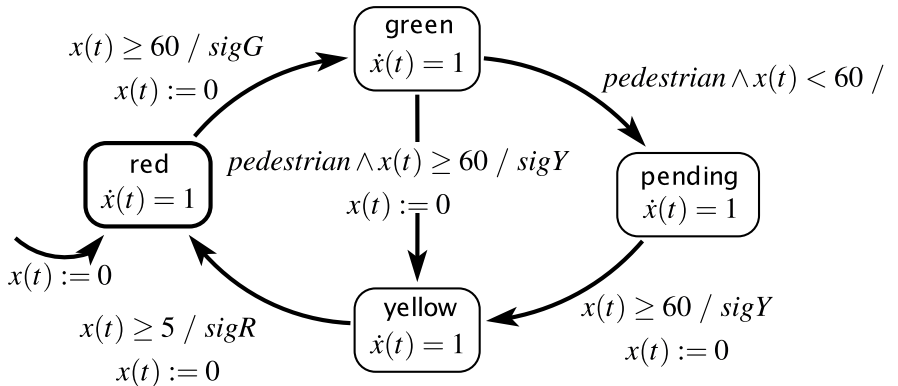 green
ẋ(t) = 1
x(t) ≥ 60 / sigG
x(t) := 0
pedestrian ∧ x(t) < 60 /
red
ẋ(t) = 1
pedestrian ∧ x(t) ≥ 60 / sigY
x(t) := 0
pending
ẋ(t) = 1
x(t) := 0
yellow
ẋ(t) = 1
x(t) ≥ 60 / sigY
x(t) := 0
x(t) ≥ 5 / sigR
x(t) := 0